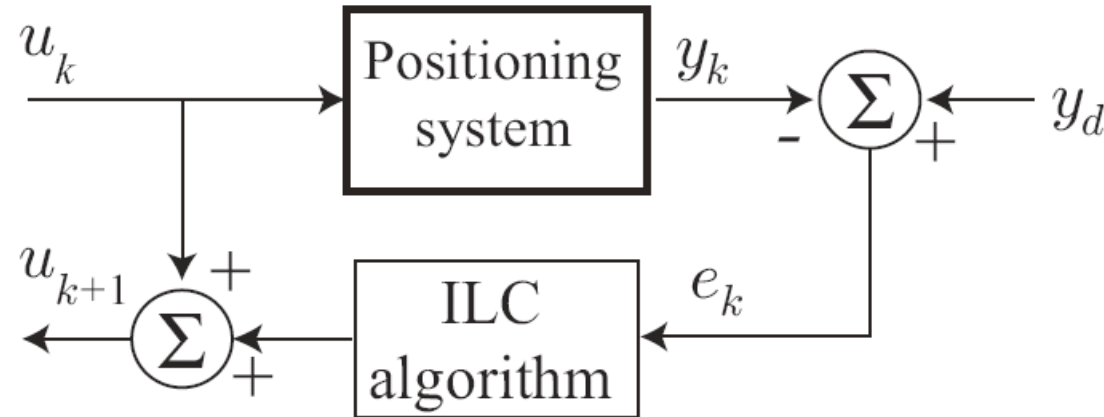 u_k
Positioning
system
y_k
Σ
y_d
-
+
u_{k+1}
+
Σ
+
ILC
algorithm
e_k